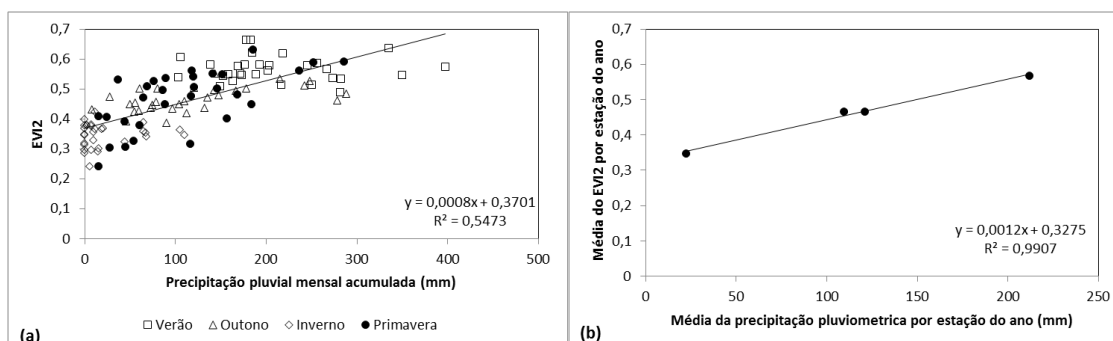 0,7
0,6
0,5
0,4
0,3
0,2
0,1
0
EVI2
0 100 200 300 400 500
Precipitação pluvial mensal acumulada (mm)
y = 0,0008x + 0,3701
R² = 0,5473
Verão Outono Inverno Primavera
(a)
0,7
0,6
0,5
0,4
0,3
0,2
0,1
0
Média do EVI2 por estação do ano
0 50 100 150 200 250
Média da precipitação pluviometrica por estação do ano (mm)
y = 0,0012x + 0,3275
R² = 0,9907
(b)